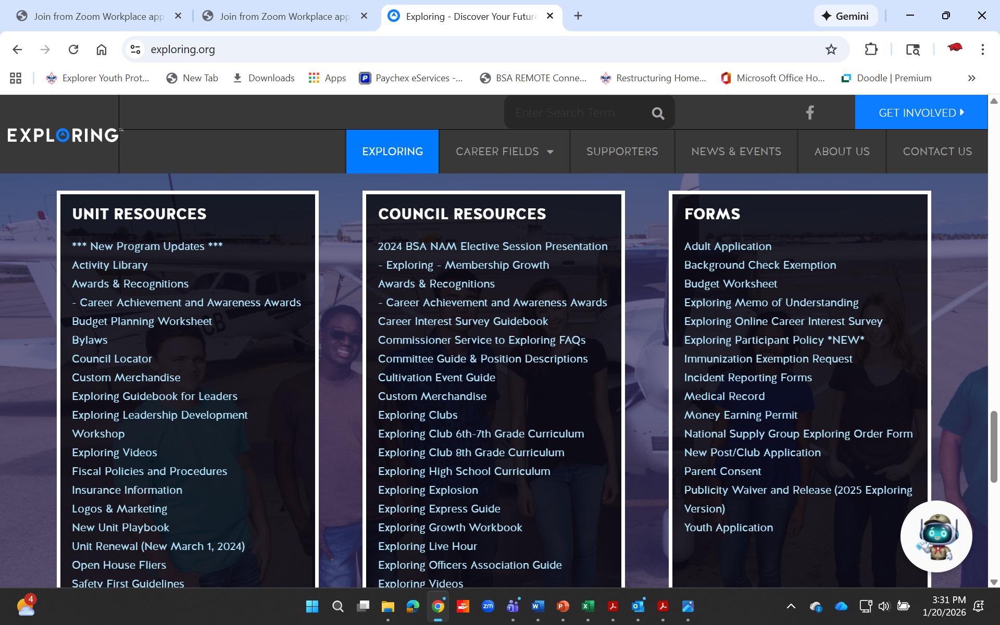 Join from Zoom Workplace app
Join from Zoom Workplace app
Exploring - Discover Your Future
Gemini
exploring.org
Explorer Youth Prot...
New Tab
Downloads
Apps
Paychex eServices -...
BSA REMOTE Conne...
Restructuring Home...
Microsoft Office Ho...
Doodle | Premium
Enter Search Term
GET INVOLVED
EXPLORING
EXPLORING
CAREER FIELDS
SUPPORTERS
NEWS & EVENTS
ABOUT US
CONTACT US
UNIT RESOURCES
*** New Program Updates ***
Activity Library
Awards & Recognitions
- Career Achievement and Awareness Awards
Budget Planning Worksheet
Bylaws
Council Locator
Custom Merchandise
Exploring Guidebook for Leaders
Exploring Leadership Development
Workshop
Exploring Videos
Fiscal Policies and Procedures
Insurance Information
Logos & Marketing
New Unit Playbook
Unit Renewal (New March 1, 2024)
Open House Fliers
Safety First Guidelines
COUNCIL RESOURCES
2024 BSA NAM Elective Session Presentation
- Exploring - Membership Growth
Awards & Recognitions
- Career Achievement and Awareness Awards
Career Interest Survey Guidebook
Commissioner Service to Exploring FAQs
Committee Guide & Position Descriptions
Cultivation Event Guide
Custom Merchandise
Exploring Clubs
Exploring Club 6th-7th Grade Curriculum
Exploring Club 8th Grade Curriculum
Exploring High School Curriculum
Exploring Explosion
Exploring Express Guide
Exploring Growth Workbook
Exploring Live Hour
Exploring Officers Association Guide
Exploring Videos
FORMS
Adult Application
Background Check Exemption
Budget Worksheet
Exploring Memo of Understanding
Exploring Online Career Interest Survey
Exploring Participant Policy *NEW*
Immunization Exemption Request
Incident Reporting Forms
Medical Record
Money Earning Permit
National Supply Group Exploring Order Form
New Post/Club Application
Parent Consent
Publicity Waiver and Release (2025 Exploring
Version)
Youth Application
4
zm
3:31 PM
1/20/2026